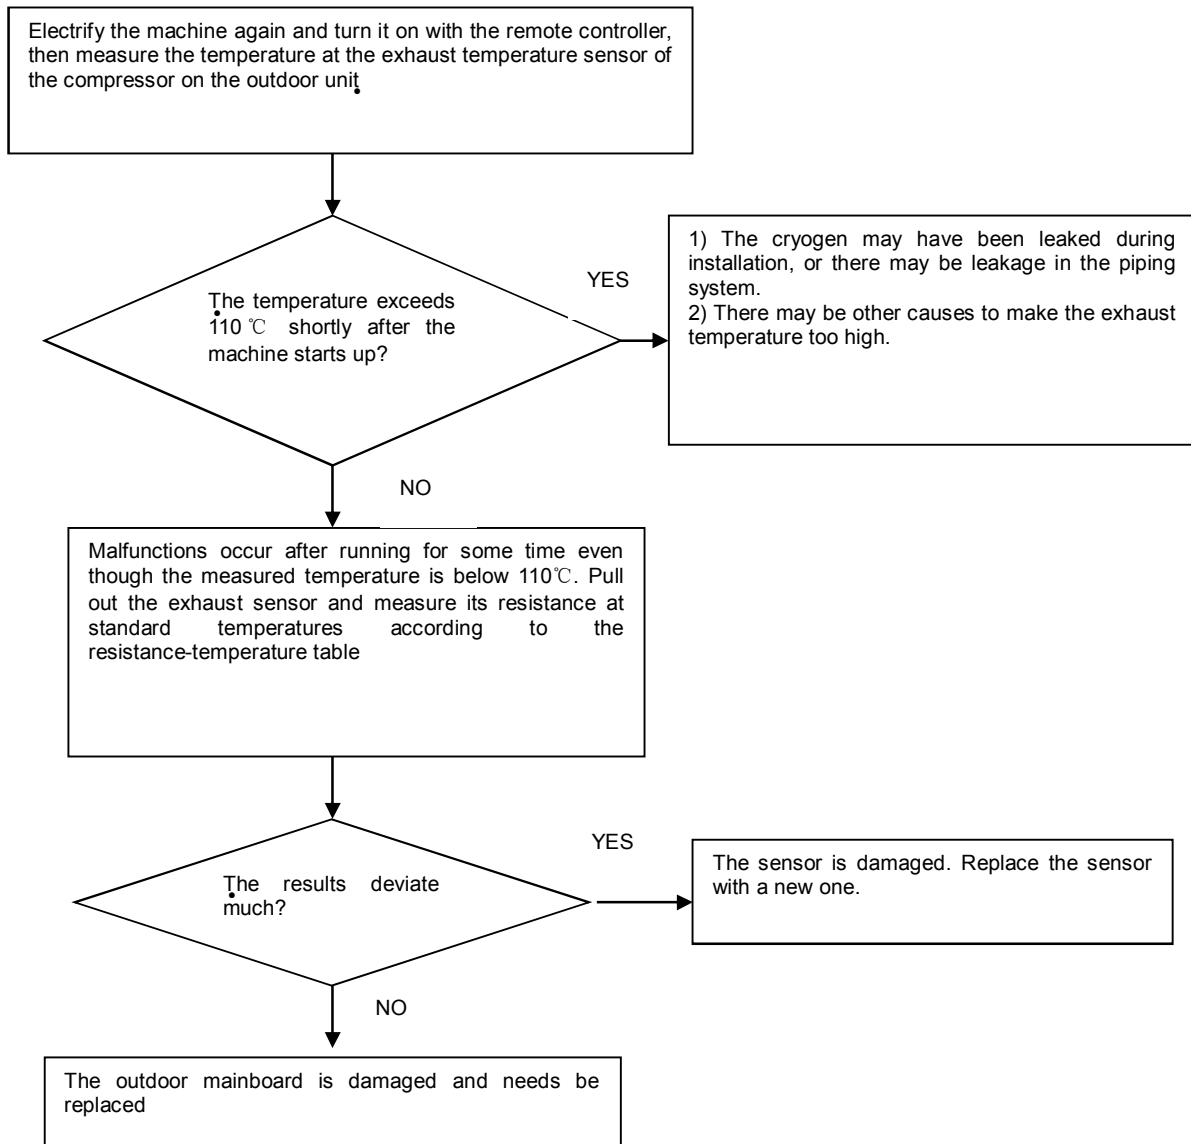 Electrify the machine again and turn it on with the remote controller,
then measure the temperature at the exhaust temperature sensor of
the compressor on the outdoor unit
The temperature exceeds
110 ℃ shortly after the
machine starts up?
YES
1) The cryogen may have been leaked during
installation, or there may be leakage in the piping
system.
2) There may be other causes to make the exhaust
temperature too high.
NO
Malfunctions occur after running for some time even
though the measured temperature is below 110℃. Pull
out the exhaust sensor and measure its resistance at
standard temperatures according to the
resistance-temperature table
The results deviate
much?
YES
The sensor is damaged. Replace the sensor
with a new one.
NO
The outdoor mainboard is damaged and needs be
replaced